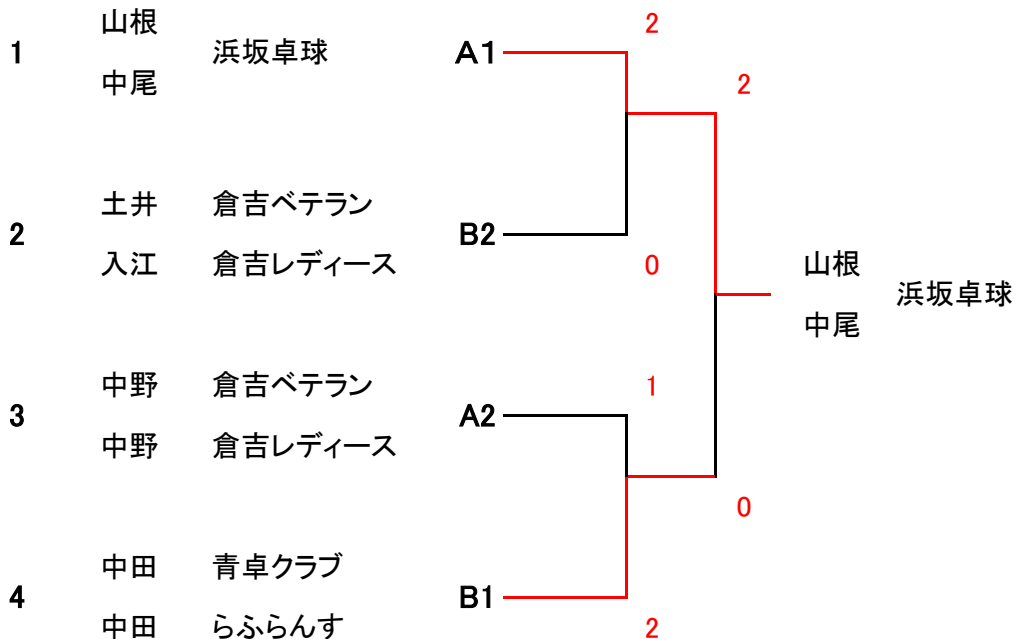 山根
2
1 浜坂卓球 A1
中尾 2
土井 倉吉ベテラン
2 B2
入江 倉吉レディース 0 山根
浜坂卓球
中尾
中野 倉吉ベテラン 1
3 A2
中野 倉吉レディース
0
中田 青卓クラブ
4 B1
中田 らふらんす 2